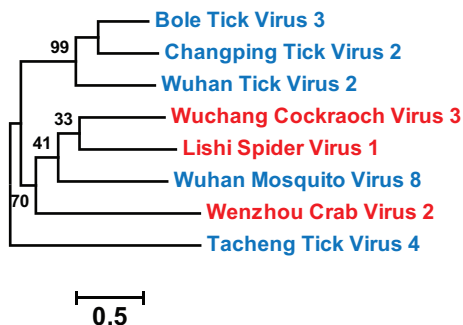 Bole Tick Virus 3
99
Changping Tick Virus 2
Wuhan Tick Virus 2
33
Wuchang Cockraoch Virus 3
41
Lishi Spider Virus 1
Wuhan Mosquito Virus 8
70
Wenzhou Crab Virus 2
Tacheng Tick Virus 4
0.5